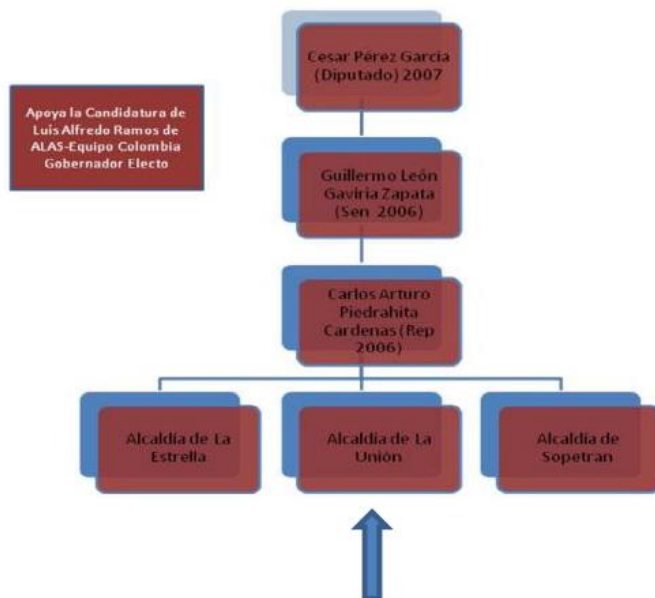 Cesar Pérez García
(Diputado) 2007
Apoya la Candidatura de
Luis Alfredo Ramos de
ALAS-Equipo Colombia
Gobernador Electo
Guillermo León
Gaviria Zapata
(Sen 2006)
Carlos Arturo
Piedrahita
Cardenas (Rep
2006)
Alcaldía de La
Estrella
Alcaldía de La
Unión
Alcaldía de
Sopetran